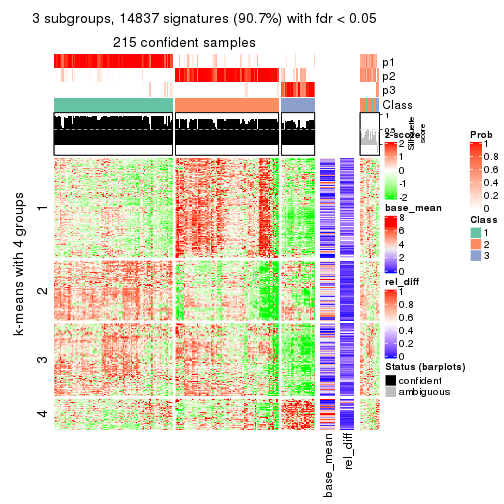 3 subgroups, 14837 signatures (90.7%) with fdr < 0.05
215 confident samples
p1
p2
p3
Class
1
0.5
Silhouette
score
k-means with 4 groups
1
2
3
4
base_mean
rel_diff
z-score
2
1
0
-1
-2
base_mean
8
6
4
2
0
rel_diff
1
0.8
0.6
0.4
0.2
0
Status (barplots)
confident
ambiguous
Prob
1
0.8
0.6
0.4
0.2
0
Class
1
2
3